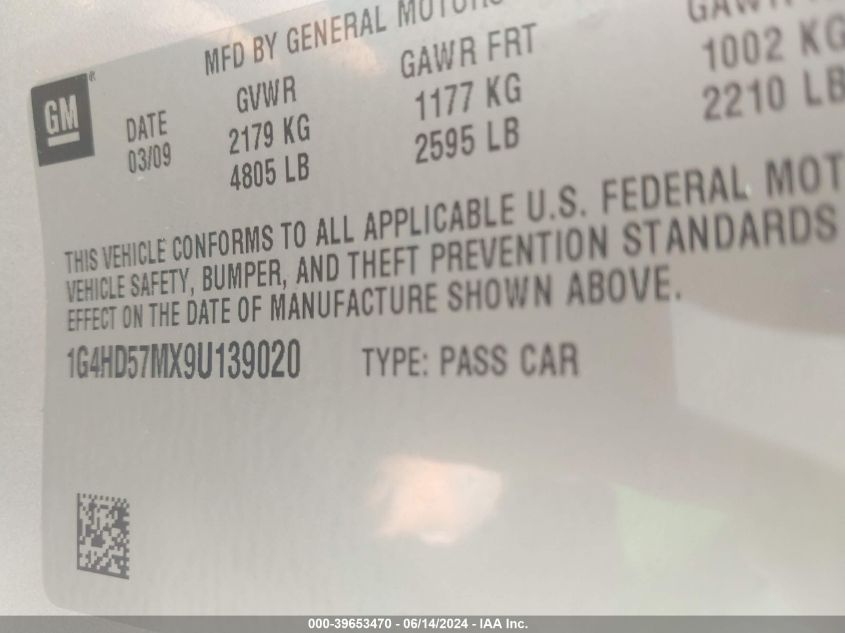 MFD BY GENERAL MOTORS
GM
DATE GVWR GAWR FRT
03/09 2179 KG 1177 KG 1002 KG
4805 LB 2595 LB 2210 LB
THIS VEHICLE CONFORMS TO ALL APPLICABLE U.S. FEDERAL MOT
VEHICLE SAFETY, BUMPER, AND THEFT PREVENTION STANDARDS
EFFECT ON THE DATE OF MANUFACTURE SHOWN ABOVE.
1G4HD57MX9U139020 TYPE: PASS CAR
000-39653470 - 06/14/2024 - IAA Inc.